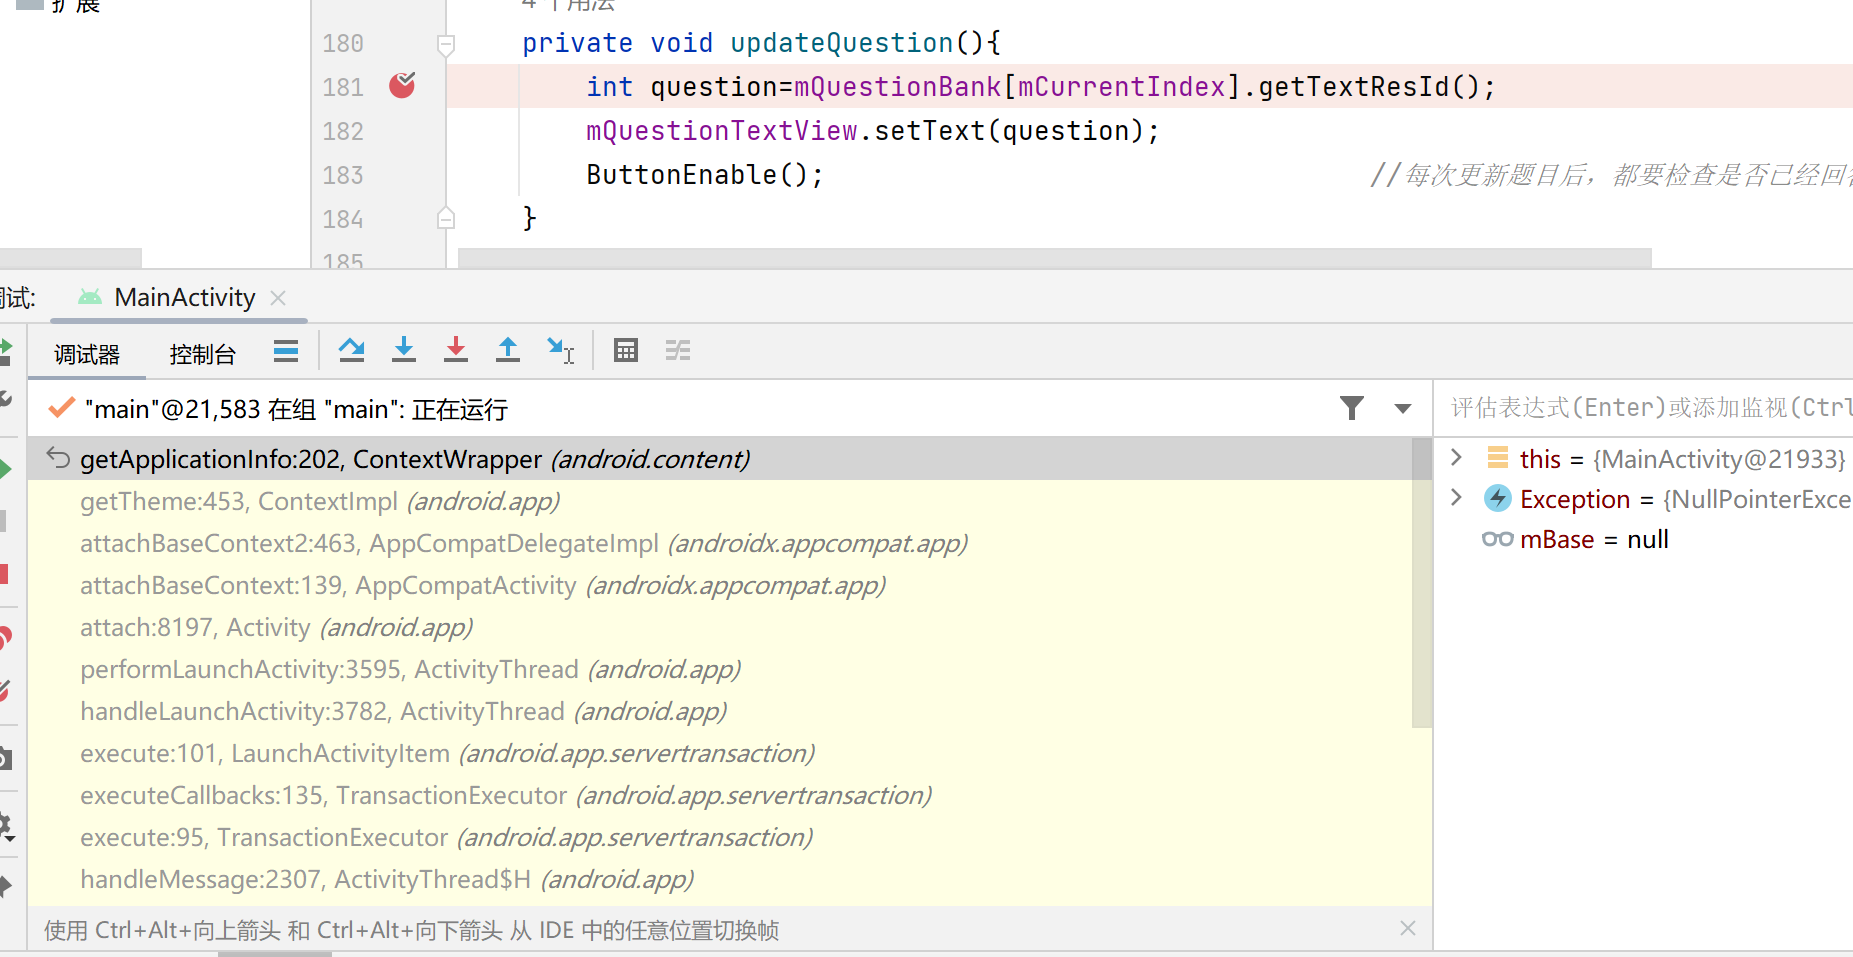 扩展
4 个用法
180 private void updateQuestion(){
181 int question=mQuestionBank[mCurrentIndex].getTextResId();
182 mQuestionTextView.setText(question);
183 ButtonEnable(); //每次更新题目后，都要检查是否已经回答
184 }
185
调试: MainActivity
调试器 控制台
"main"@21,583 在组 "main": 正在运行
评估表达式(Enter)或添加监视(Ctrl
getApplicationInfo:202, ContextWrapper (android.content)
getTheme:453, ContextImpl (android.app)
attachBaseContext2:463, AppCompatDelegateImpl (androidx.appcompat.app)
attachBaseContext:139, AppCompatActivity (androidx.appcompat.app)
attach:8197, Activity (android.app)
performLaunchActivity:3595, ActivityThread (android.app)
handleLaunchActivity:3782, ActivityThread (android.app)
execute:101, LaunchActivityItem (android.app.servertransaction)
executeCallbacks:135, TransactionExecutor (android.app.servertransaction)
execute:95, TransactionExecutor (android.app.servertransaction)
handleMessage:2307, ActivityThread$H (android.app)
this = {MainActivity@21933}
Exception = {NullPointerExce
mBase = null
使用 Ctrl+Alt+向上箭头 和 Ctrl+Alt+向下箭头 从 IDE 中的任意位置切换帧